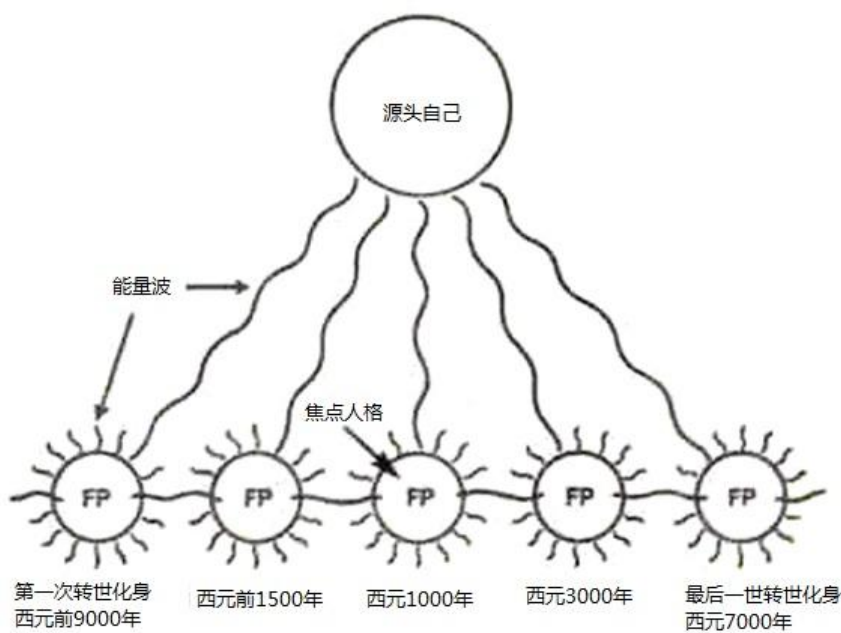 源头自己
能量波
焦点人格
FP
FP
FP
FP
FP
第一次转世化身
西元前9000年
西元前1500年
西元1000年
西元3000年
最后一世转世化身
西元7000年